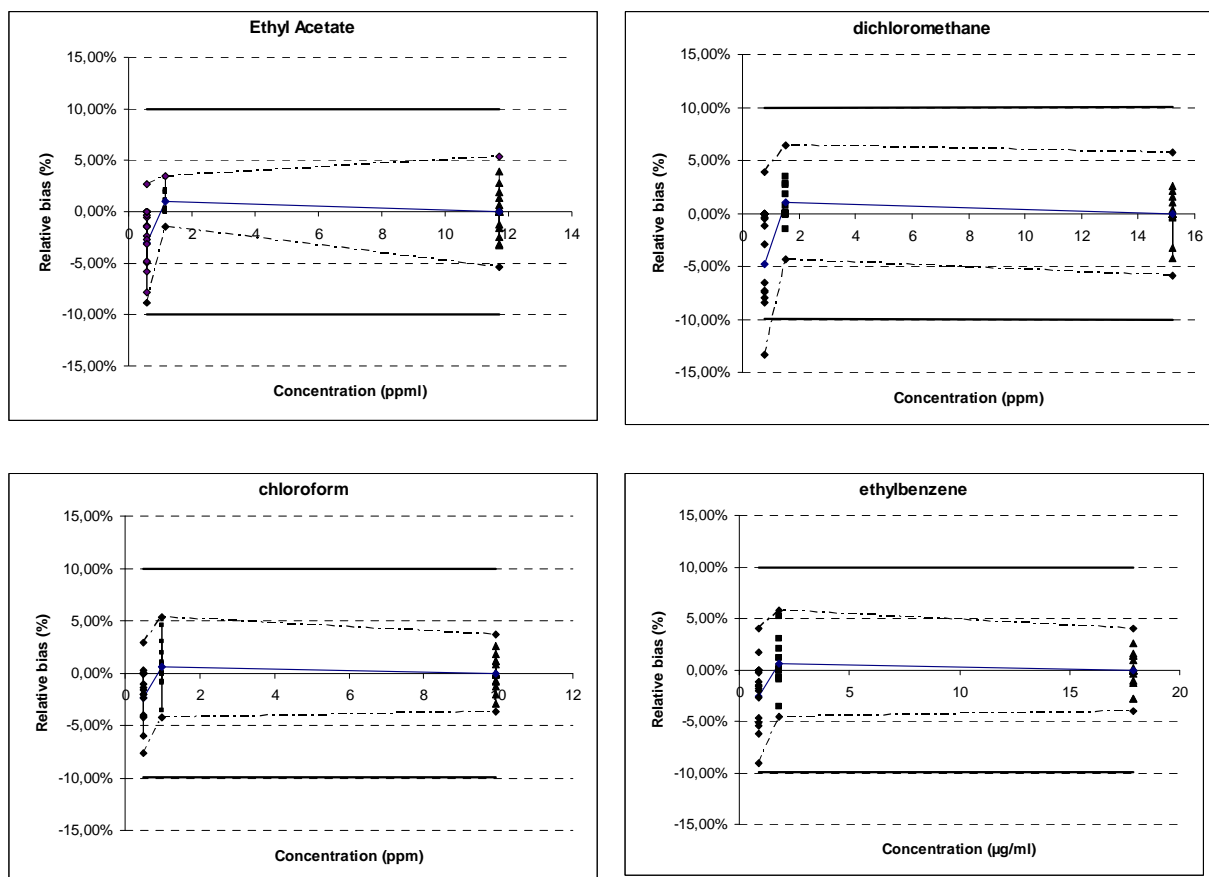 Ethyl Acetate
15,00%
10,00%
5,00%
0,00%
-5,00%
-10,00%
-15,00%
0 2 4 6 8 10 12 14
Relative bias (%)
Concentration (ppml)
dichloromethane
15,00%
10,00%
5,00%
0,00%
-5,00%
-10,00%
-15,00%
0 2 4 6 8 10 12 14 16
Relative bias (%)
Concentration (ppm)
chloroform
15,00%
10,00%
5,00%
0,00%
-5,00%
-10,00%
-15,00%
0 2 4 6 8 10 12
Relative bias (%)
Concentration (ppm)
ethylbenzene
15,00%
10,00%
5,00%
0,00%
-5,00%
-10,00%
-15,00%
0 5 10 15 20
Relative bias (%)
Concentration (µg/ml)